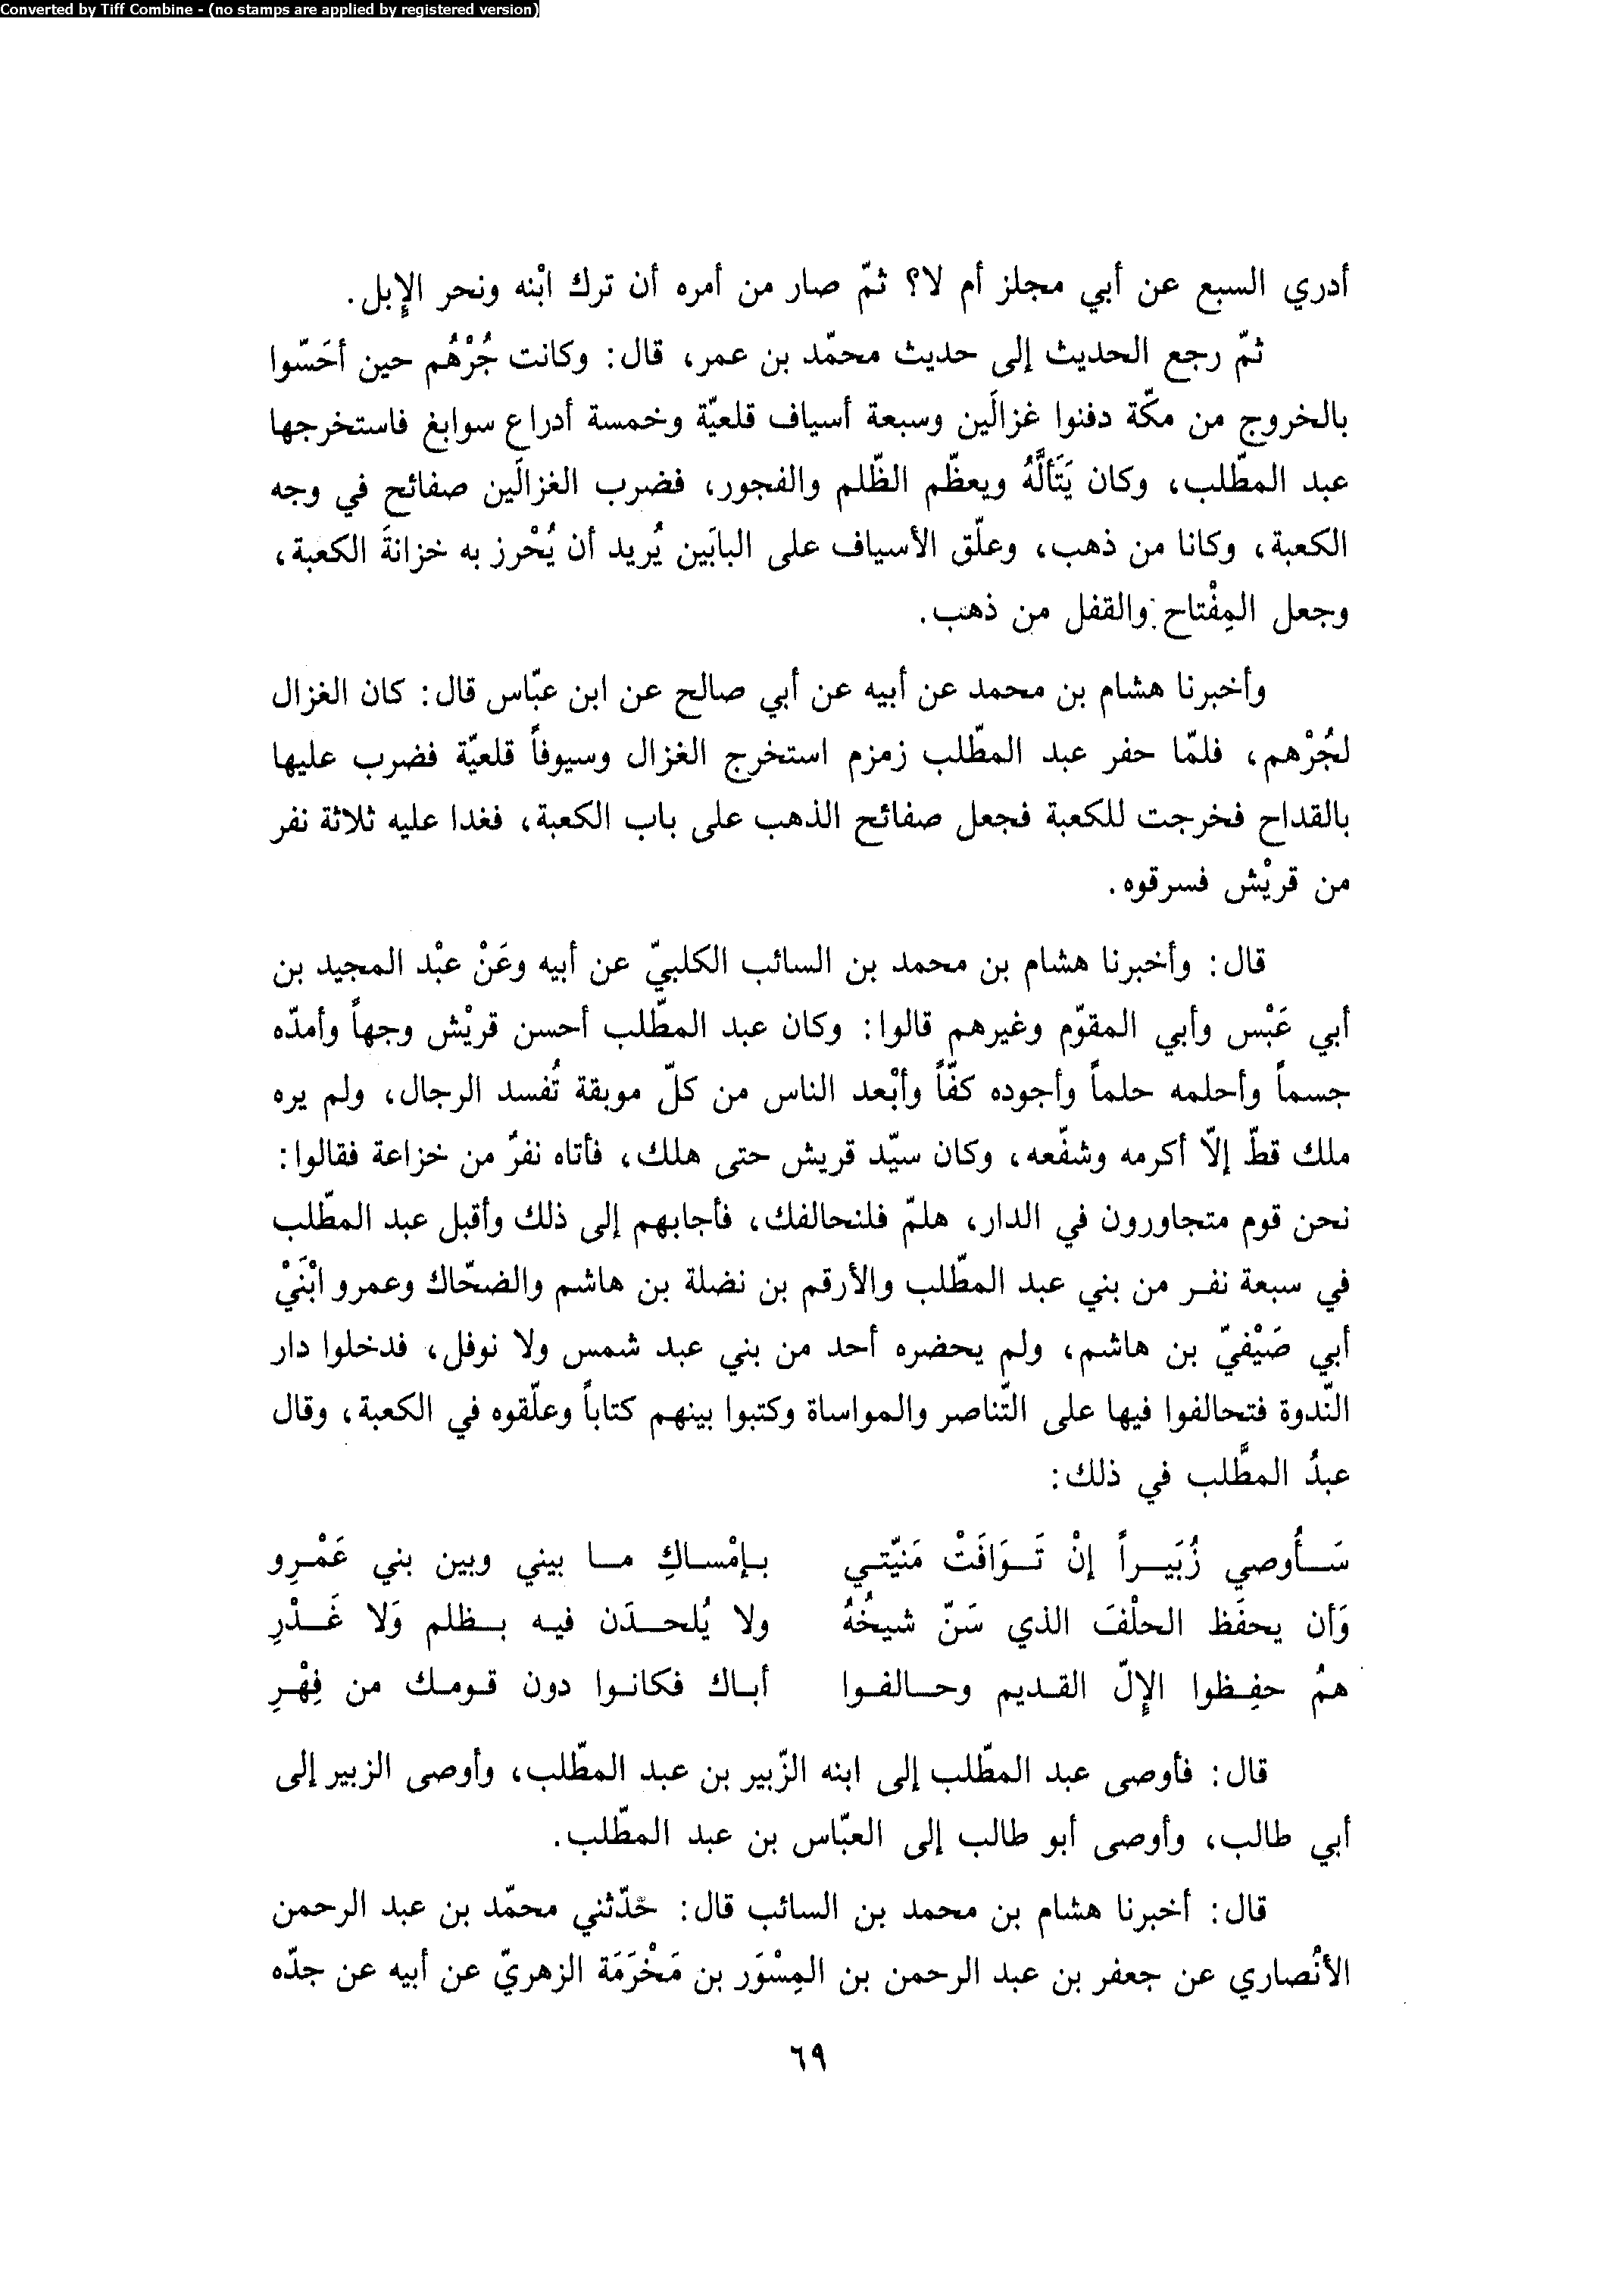 Converted by Tiff Combine - (no stamps are applied by registered version)
أدري السبع عن أبي مجلز أم لا؟ ثمّ صار من أمره أن ترك ابْنه ونحر الإبل.
ثمّ رجع الحديث إلى حديث محمّد بن عمر، قال: وكانت جُرْهُم حين أحَسّوا
بالخروج من مكّة دفنوا غزالَين وسبعة أسياف قلعيّة وخمسة أدراع سوابغ فاستخرجها
عبد المطّلب، وكان يَتَألَّهُ ويعظّم الظّلم والفجور، فضرب الغزالَين صفائح في وجه
الكعبة، وكانا من ذهب، وعلّق الأسياف على البابَين يُريد أن يُحْرز به خزانةَ الكعبة،
وجعل المِفْتاح والقفل من ذهب.
وأخبرنا هشام بن محمد عن أبيه عن أبي صالح عن ابن عبّاس قال: كان الغزال
لجُرْهم، فلمّا حفر عبد المطّلب زمزم استخرج الغزال وسيوفاً قلعيّة فضرب عليها
بالقداح فخرجت للكعبة فجعل صفائح الذهب على باب الكعبة، فغدا عليه ثلاثة نفر
من قريْش فسرقوه.
قال: وأخبرنا هشام بن محمد بن السائب الكلبيّ عن أبيه وعَنْ عبْد المجيد بن
أبي عَبْس وأبي المقوّم وغيرهم قالوا: وكان عبد المطّلب أحسن قريْش وجهاً وأمدّه
جسماً وأحلمه حلماً وأجوده كفّاً وأبْعد الناس من كلّ موبقة تُفسد الرجال، ولم يره
ملك قطّ إلّا أكرمه وشفّعه، وكان سيّد قريش حتى هلك، فأتاه نفرٌ من خزاعة فقالوا:
نحن قوم متجاورون في الدار، هلمّ فلنحالفك، فأجابهم إلى ذلك وأقبل عبد المطّلب
في سبعة نفر من بني عبد المطّلب والأرقم بن نضلة بن هاشم والضحّاك وعمرو ابْنَيْ
أبي صَيْفيّ بن هاشم، ولم يحضره أحد من بني عبد شمس ولا نوفل، فدخلوا دار
النّدوة فتحالفوا فيها على التّناصر والمواساة وكتبوا بينهم كتاباً وعلّقوه في الكعبة، وقال
عبدُ المطَّلب في ذلك:
سَأُوصي زُبَيراً إنْ تَوَافَتْ مَنيّتي بإمْساكِ ما بيني وبين بني عَمْرِو
وَأن يحفَظ الحلْفَ الذي سَنّ شيخُهُ ولا يُلحدَن فيه بظلم وَلا غَدْرِ
همُ حفِظوا الإلّ القديم وحالفوا أباك فكانوا دون قومك من فِهْرِ
قال: فأوصى عبد المطّلب إلى ابنه الزّبير بن عبد المطّلب، وأوصى الزبير إلى
أبي طالب، وأوصى أبو طالب إلى العبّاس بن عبد المطّلب.
قال: أخبرنا هشام بن محمد بن السائب قال: حَدّثني محمّد بن عبد الرحمن
الأنْصاري عن جعفر بن عبد الرحمن بن المِسْوَر بن مَخْرَمَة الزهريّ عن أبيه عن جدّه
٦٩